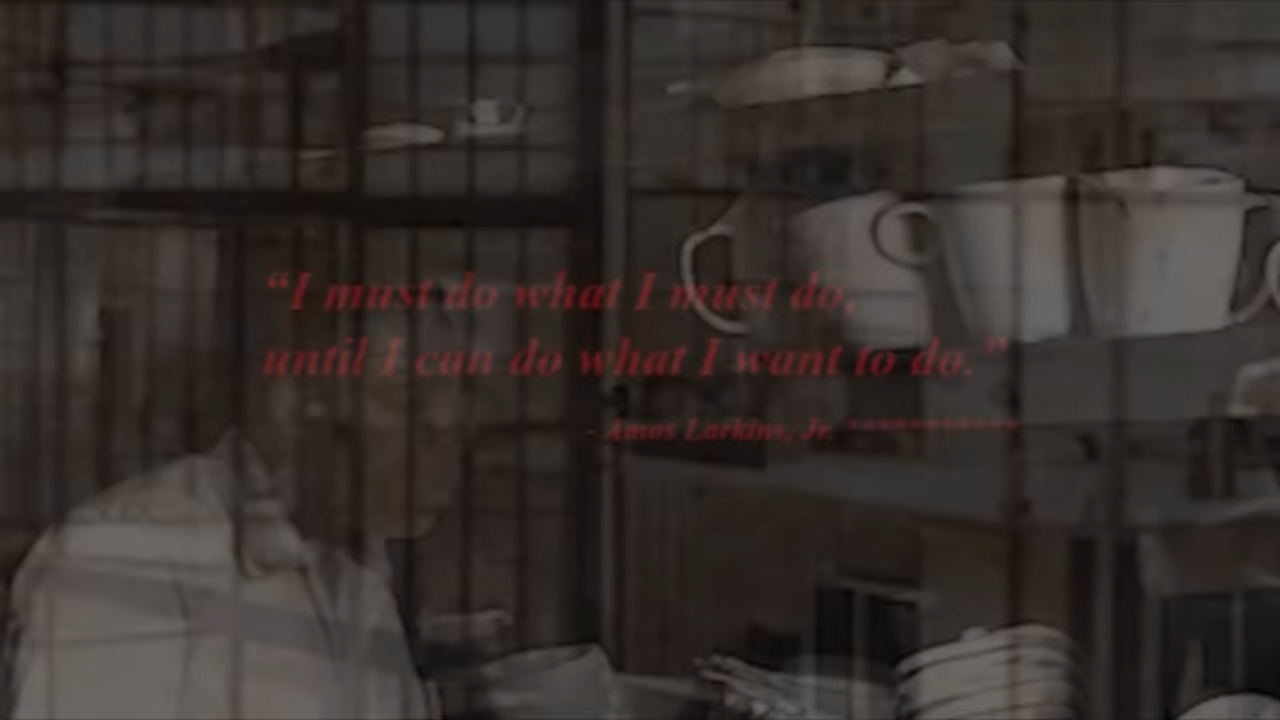 “I must do what I must do,
until I can do what I want to do.”
- Amos Larkins, Jr.